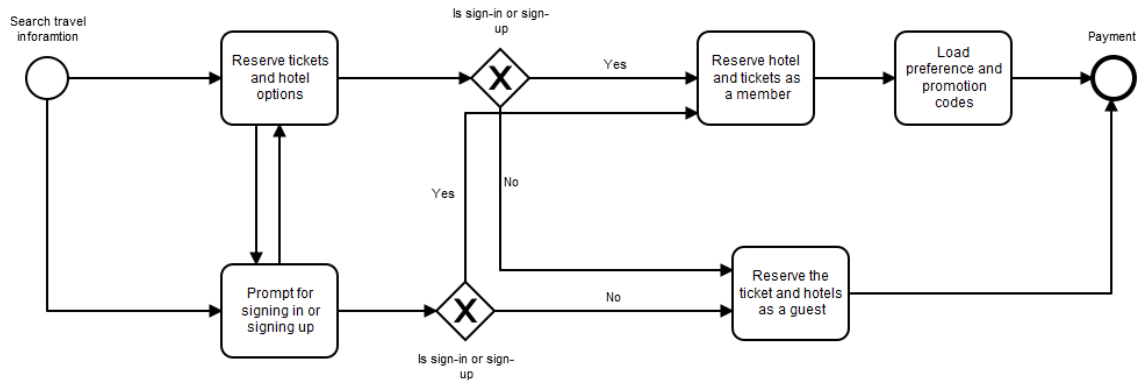 Search travel
inforamtion
Reserve tickets
and hotel
options
Is sign-in or sign-
up
Yes
Reserve hotel
and tickets as
a member
Load
preference and
promotion
codes
Payment
Yes
No
Prompt for
signing in or
signing up
No
Reserve the
ticket and hotels
as a guest
Is sign-in or sign-
up